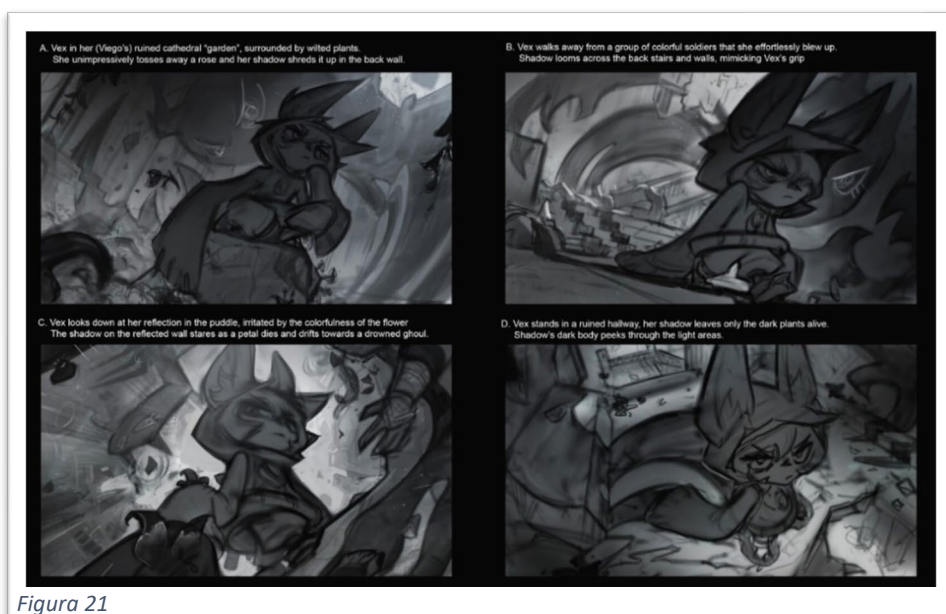 A. Vex in her (Viego's) ruined cathedral "garden", surrounded by wilted plants.
She unimpressively tosses away a rose and her shadow shreds it up in the back wall.
B. Vex walks away from a group of colorful soldiers that she effortlessly blew up.
Shadow looms across the back stairs and walls, mimicking Vex's grip
C. Vex looks down at her reflection in the puddle, irritated by the colorfulness of the flower
The shadow on the reflected wall stares as a petal dies and drifts towards a drowned ghoul.
D. Vex stands in a ruined hallway, her shadow leaves only the dark plants alive.
Shadow's dark body peeks through the light areas.
Figura 21